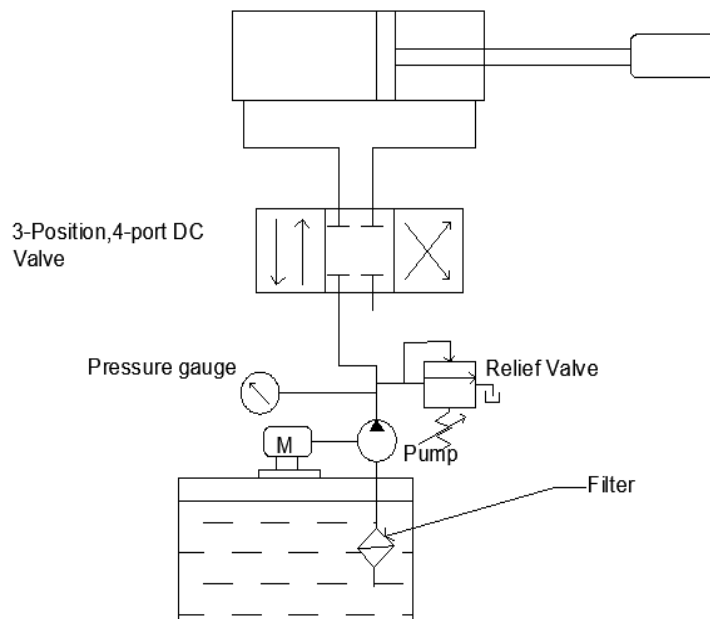 3-Position,4-port DC
Valve
Pressure gauge
Relief Valve
M
Pump
Filter